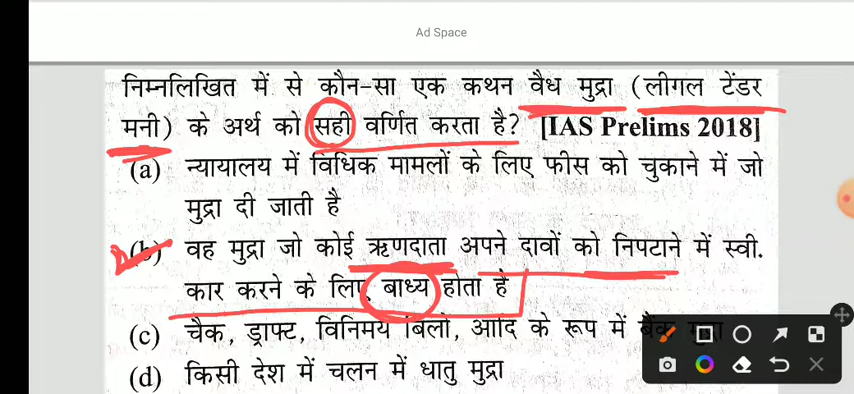 Ad Space
निम्नलिखित में से कौन-सा एक कथन वैध मुद्रा (लीगल टेंडर
मनी) के अर्थ को सही वर्णित करता है? [IAS Prelims 2018]
(a) न्यायालय में विधिक मामलों के लिए फीस को चुकाने में जो
मुद्रा दी जाती है
(b) वह मुद्रा जो कोई ऋणदाता अपने दावों को निपटाने में स्वी.
कार करने के लिए बाध्य होता है
(c) चैक, ड्राफ्ट, विनिमय बिलों, आदि के रूप में बैंक मुद्रा
(d) किसी देश में चलन में धातु मुद्रा